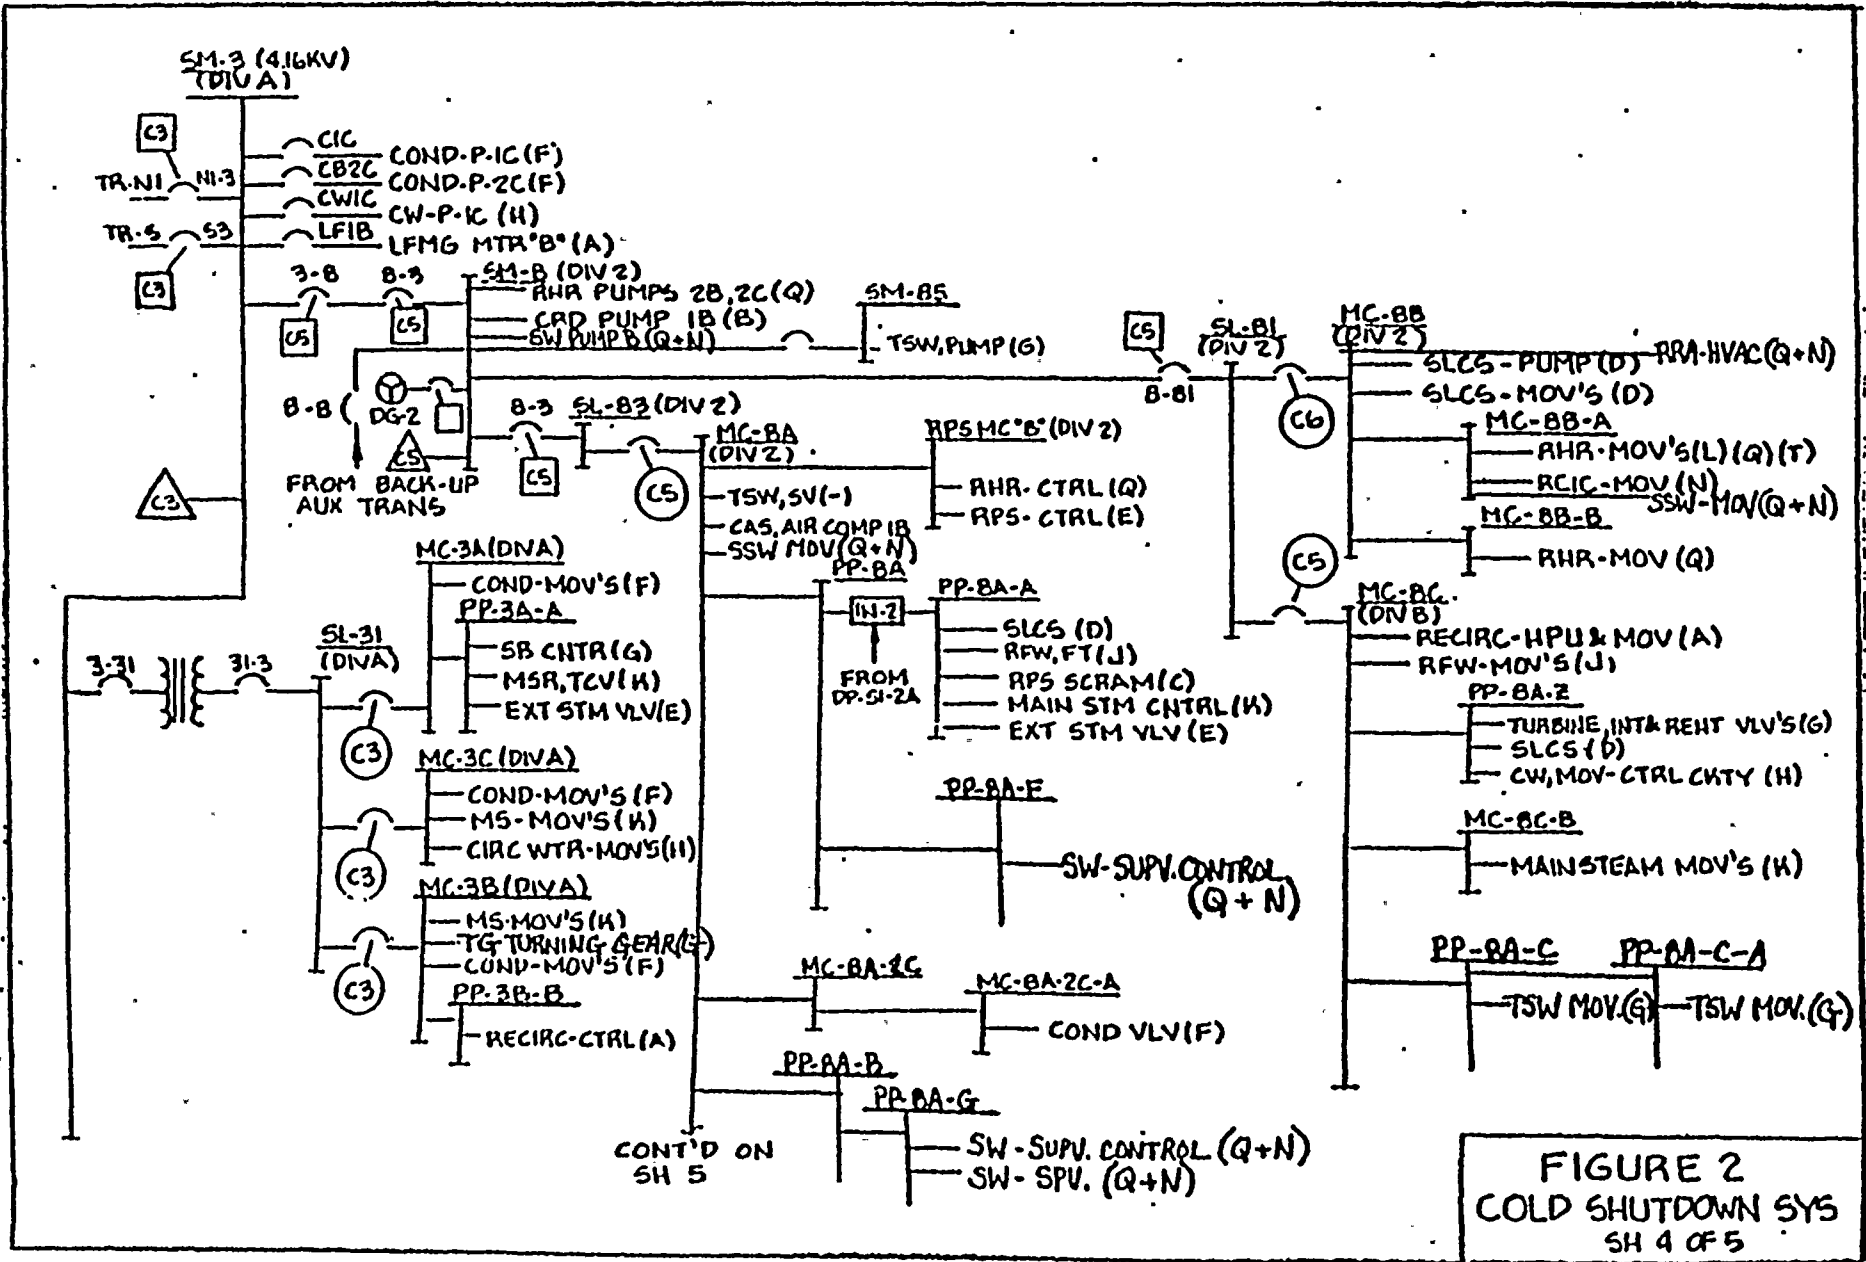 SM-3 (4.16KV)
(DIV A)
C3
TR-N1
N1-3
TR-S
S3
C3
C1C
COND-P-1C (F)
CB2C
COND-P-2C (F)
CW1C
CW-P-1C (H)
LF1B
LFMG MTR "B" (A)
3-8
8-3
C5
C5
SM-8 (DIV 2)
RHR PUMPS 2B, 2C (Q)
CRD PUMP 1B (B)
SW PUMP B (Q+N)
SM-85
TSW, PUMP (G)
B-8
DG-2
C5
FROM BACK-UP
AUX TRANS
C3
8-3
C5
SL-83 (DIV 2)
C5
C5
8-81
SL-81
(DIV 2)
C6
MC-8B
(DIV 2)
RRA-HVAC (Q+N)
SLCS-PUMP (D)
SLCS-MOV'S (D)
MC-8B-A
RHR-MOV'S (L) (Q) (T)
RCIC-MOV (N)
SSW-MOV (Q+N)
MC-8B-B
RHR-MOV (Q)
MC-8A
(DIV 2)
RPS MC "B" (DIV 2)
RHR-CTRL (Q)
RPS-CTRL (E)
TSW, SV (-)
CAS, AIR COMP 1B
SSW MOV (Q+N)
PP-8A
IN-2
FROM
DP-S1-2A
PP-8A-A
SLCS (D)
RFW, FT (J)
RPS SCRAM (C)
MAIN STM CNTRL (K)
EXT STM VLV (E)
PP-8A-F
SW-SUPV. CONTROL
(Q + N)
C5
MC-8C
(DIV B)
RECIRC-HPU & MOV (A)
RFW-MOV'S (J)
PP-8A-Z
TURBINE, INT & REHT VLV'S (G)
SLCS (D)
CW, MOV-CTRL CKTY (H)
MC-8C-B
MAIN STEAM MOV'S (K)
PP-8A-C
TSW MOV. (G)
PP-8A-C-A
TSW MOV. (G)
3-31
31-3
SL-31
(DIV A)
MC-3A (DIV A)
COND-MOV'S (F)
PP-3A-A
SB CNTR (G)
MSR, TCV (K)
EXT STM VLV (E)
C3
MC-3C (DIV A)
COND-MOV'S (F)
MS-MOV'S (K)
CIRC WTR-MOV'S (H)
C3
MC-3B (DIV A)
MS-MOV'S (K)
TG TURNING GEAR (G)
COND-MOV'S (F)
C3
PP-3B-B
RECIRC-CTRL (A)
MC-8A-2C
MC-8A-2C-A
COND VLV (F)
PP-8A-B
PP-8A-G
SW-SUPV. CONTROL (Q+N)
SW-SPV. (Q+N)
CONT'D ON
SH 5
FIGURE 2
COLD SHUTDOWN SYS
SH 4 OF 5